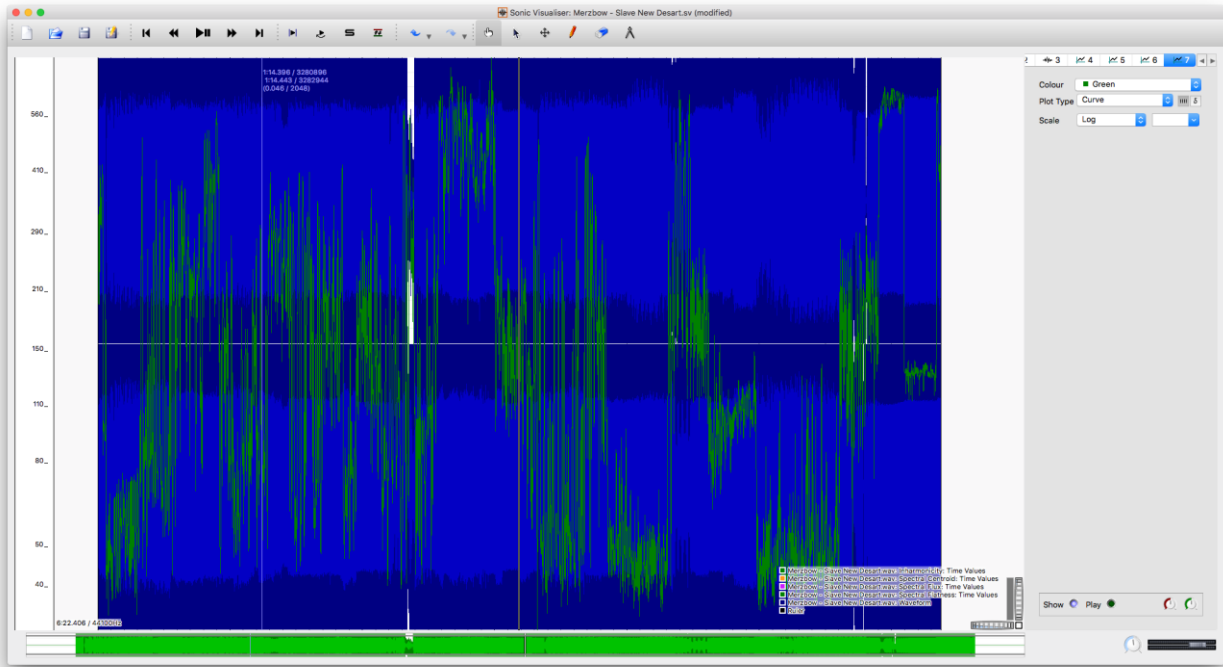 Sonic Visualiser: Merzbow - Slave New Desart.sv (modified)
2 3 4 5 6 7
1:14.396 / 3280896
1:14.443 / 3282944
(0.046 / 2048)
Colour Green
Plot Type Curve
Scale Log
560
410
290
210
150
110
80
50
40
Merzbow - Slave New Desart.wav: Inharmonicity: Time Values
Merzbow - Slave New Desart.wav: Spectral Centroid: Time Values
Merzbow - Slave New Desart.wav: Spectral Flux: Time Values
Merzbow - Slave New Desart.wav: Spectral Flatness: Time Values
Merzbow - Slave New Desart.wav: Waveform
Ruler
6:22.406 / 44100Hz
Show Play